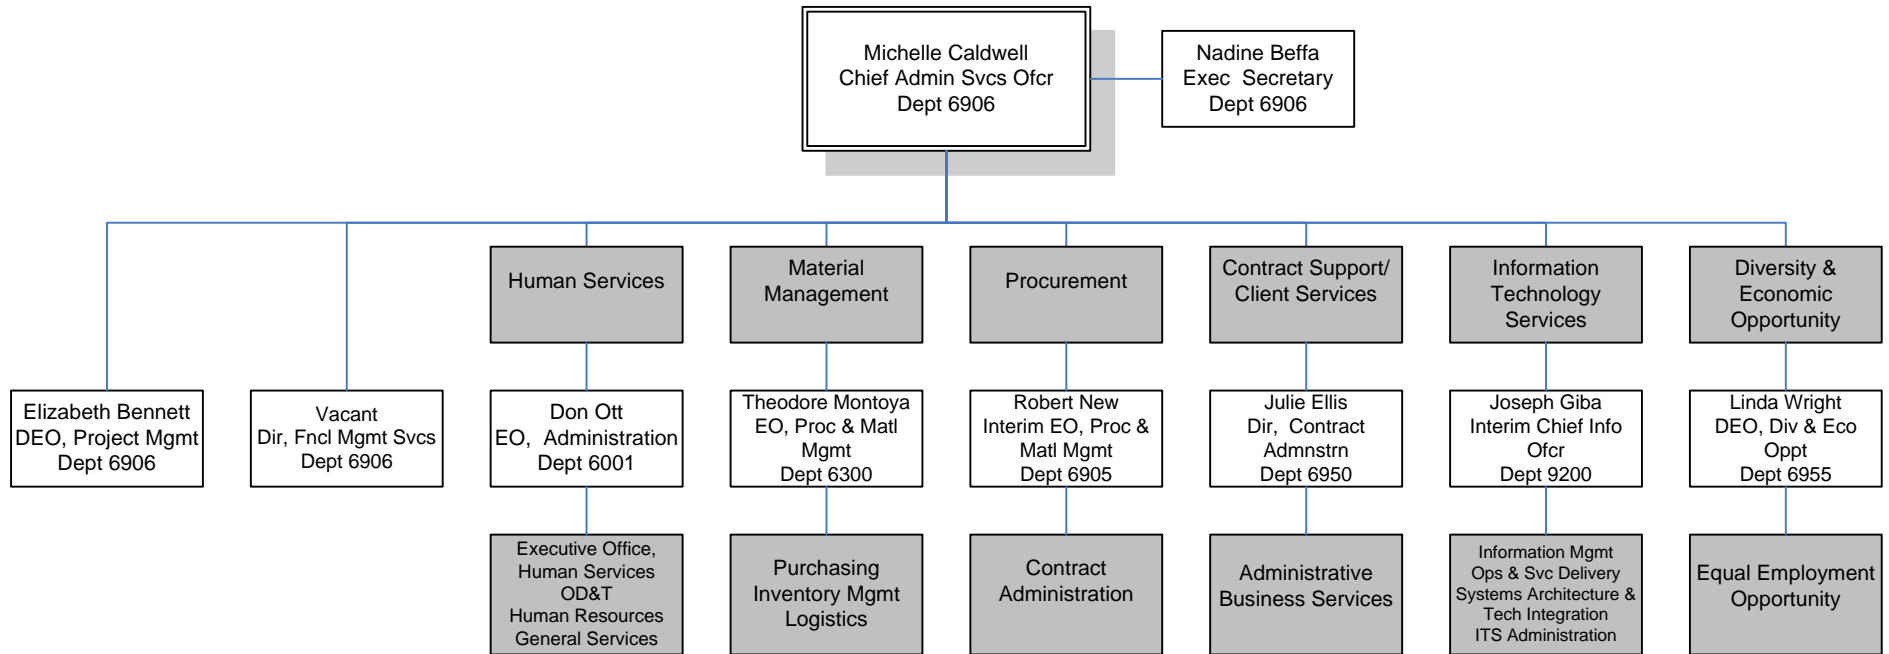 Michelle Caldwell
Chief Admin Svcs Ofcr
Dept 6906
Nadine Beffa
Exec Secretary
Dept 6906
Human Services
Material
Management
Procurement
Contract Support/
Client Services
Information
Technology
Services
Diversity &
Economic
Opportunity
Elizabeth Bennett
DEO, Project Mgmt
Dept 6906
Vacant
Dir, Fncl Mgmt Svcs
Dept 6906
Don Ott
EO, Administration
Dept 6001
Theodore Montoya
EO, Proc & Matl
Mgmt
Dept 6300
Robert New
Interim EO, Proc &
Matl Mgmt
Dept 6905
Julie Ellis
Dir, Contract
Admnstrn
Dept 6950
Joseph Giba
Interim Chief Info
Ofcr
Dept 9200
Linda Wright
DEO, Div & Eco
Oppt
Dept 6955
Executive Office,
Human Services
OD&T
Human Resources
General Services
Purchasing
Inventory Mgmt
Logistics
Contract
Administration
Administrative
Business Services
Information Mgmt
Ops & Svc Delivery
Systems Architecture &
Tech Integration
ITS Administration
Equal Employment
Opportunity